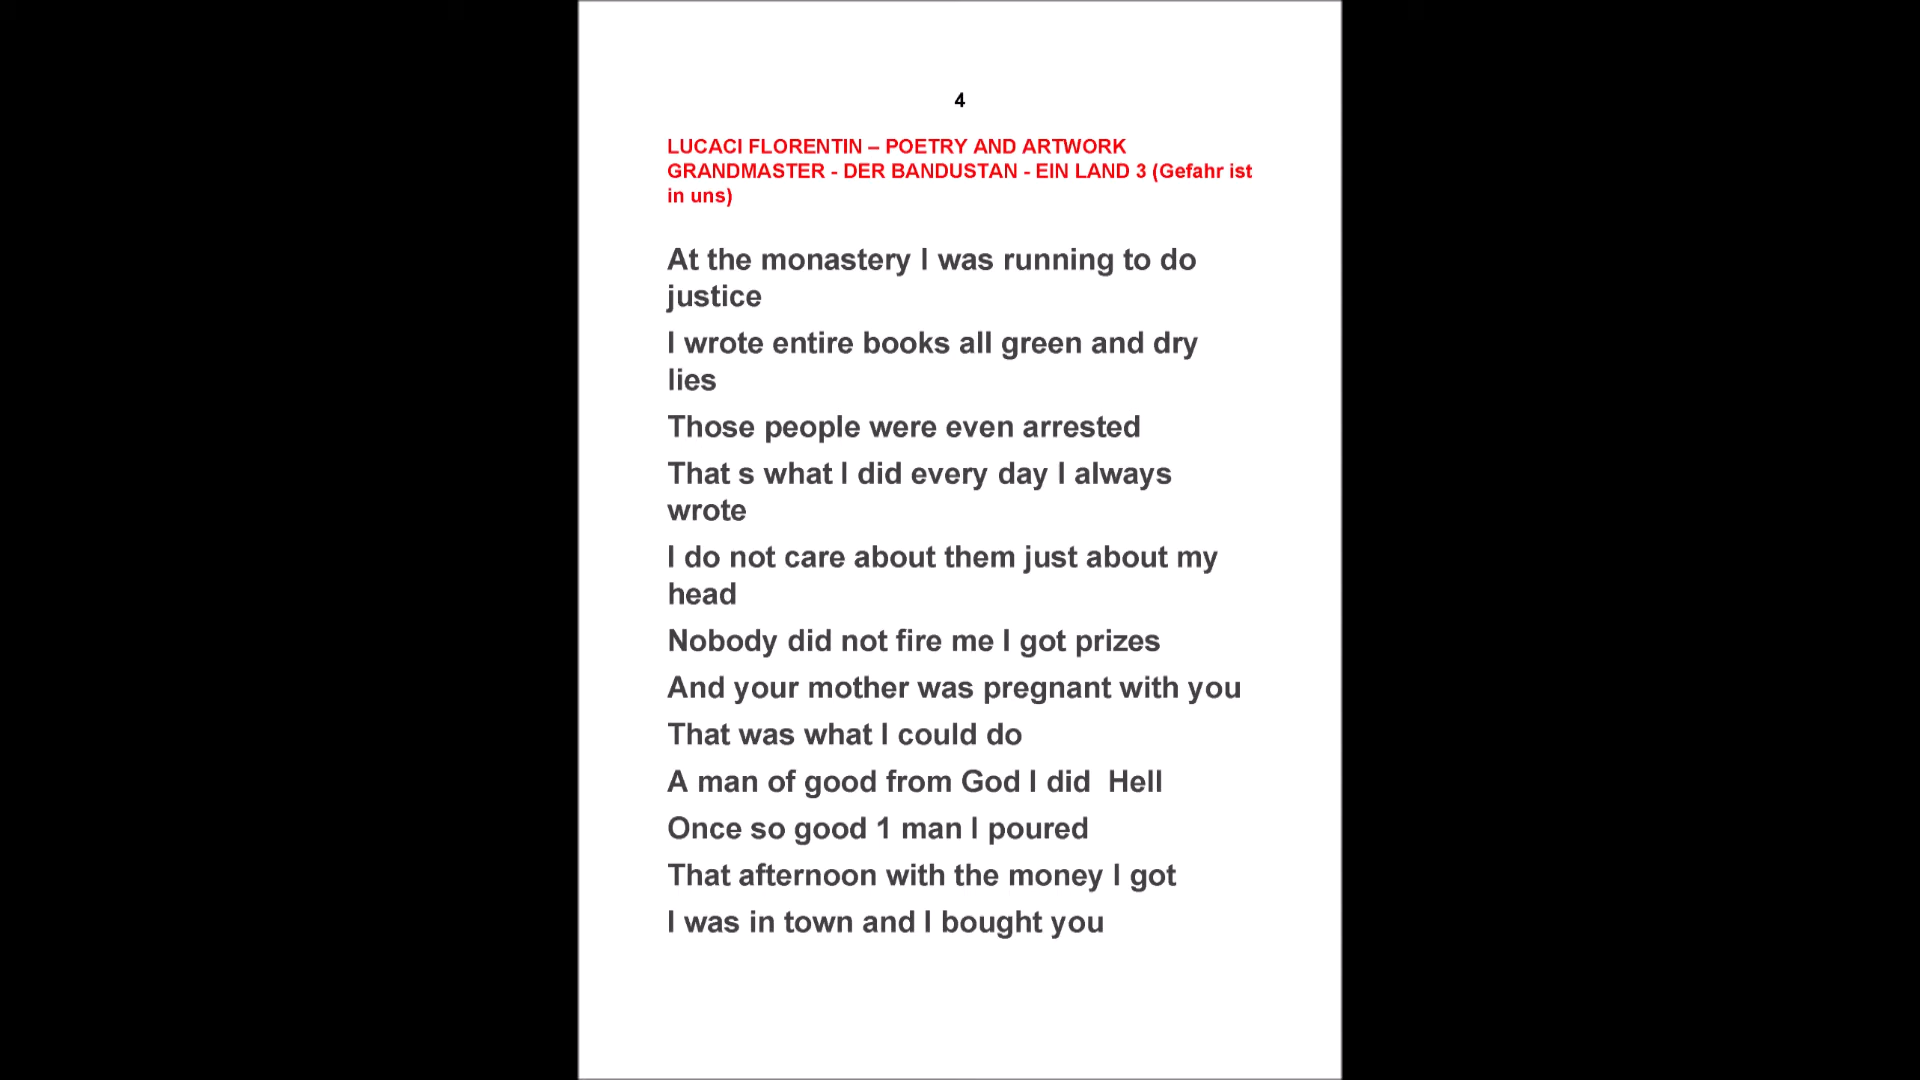 4
LUCACI FLORENTIN – POETRY AND ARTWORK
GRANDMASTER - DER BANDUSTAN - EIN LAND 3 (Gefahr ist
in uns)
At the monastery I was running to do
justice
I wrote entire books all green and dry
lies
Those people were even arrested
That s what I did every day I always
wrote
I do not care about them just about my
head
Nobody did not fire me I got prizes
And your mother was pregnant with you
That was what I could do
A man of good from God I did  Hell
Once so good 1 man I poured
That afternoon with the money I got
I was in town and I bought you